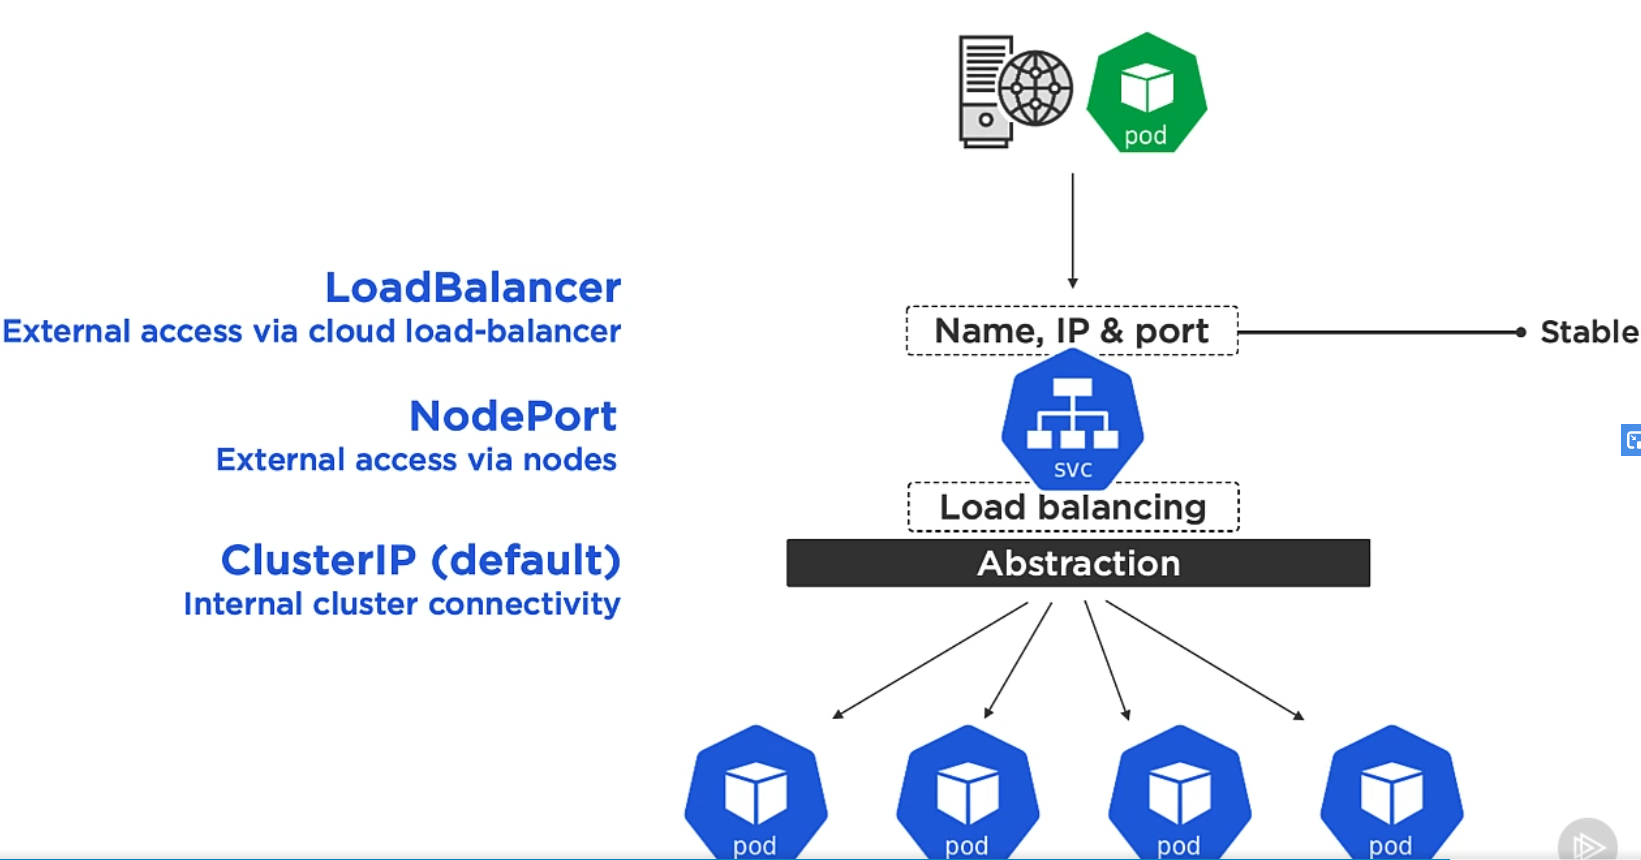 pod
LoadBalancer
External access via cloud load-balancer
Name, IP & port
Stable
NodePort
External access via nodes
svc
Load balancing
ClusterIP (default)
Internal cluster connectivity
Abstraction
pod
pod
pod
pod